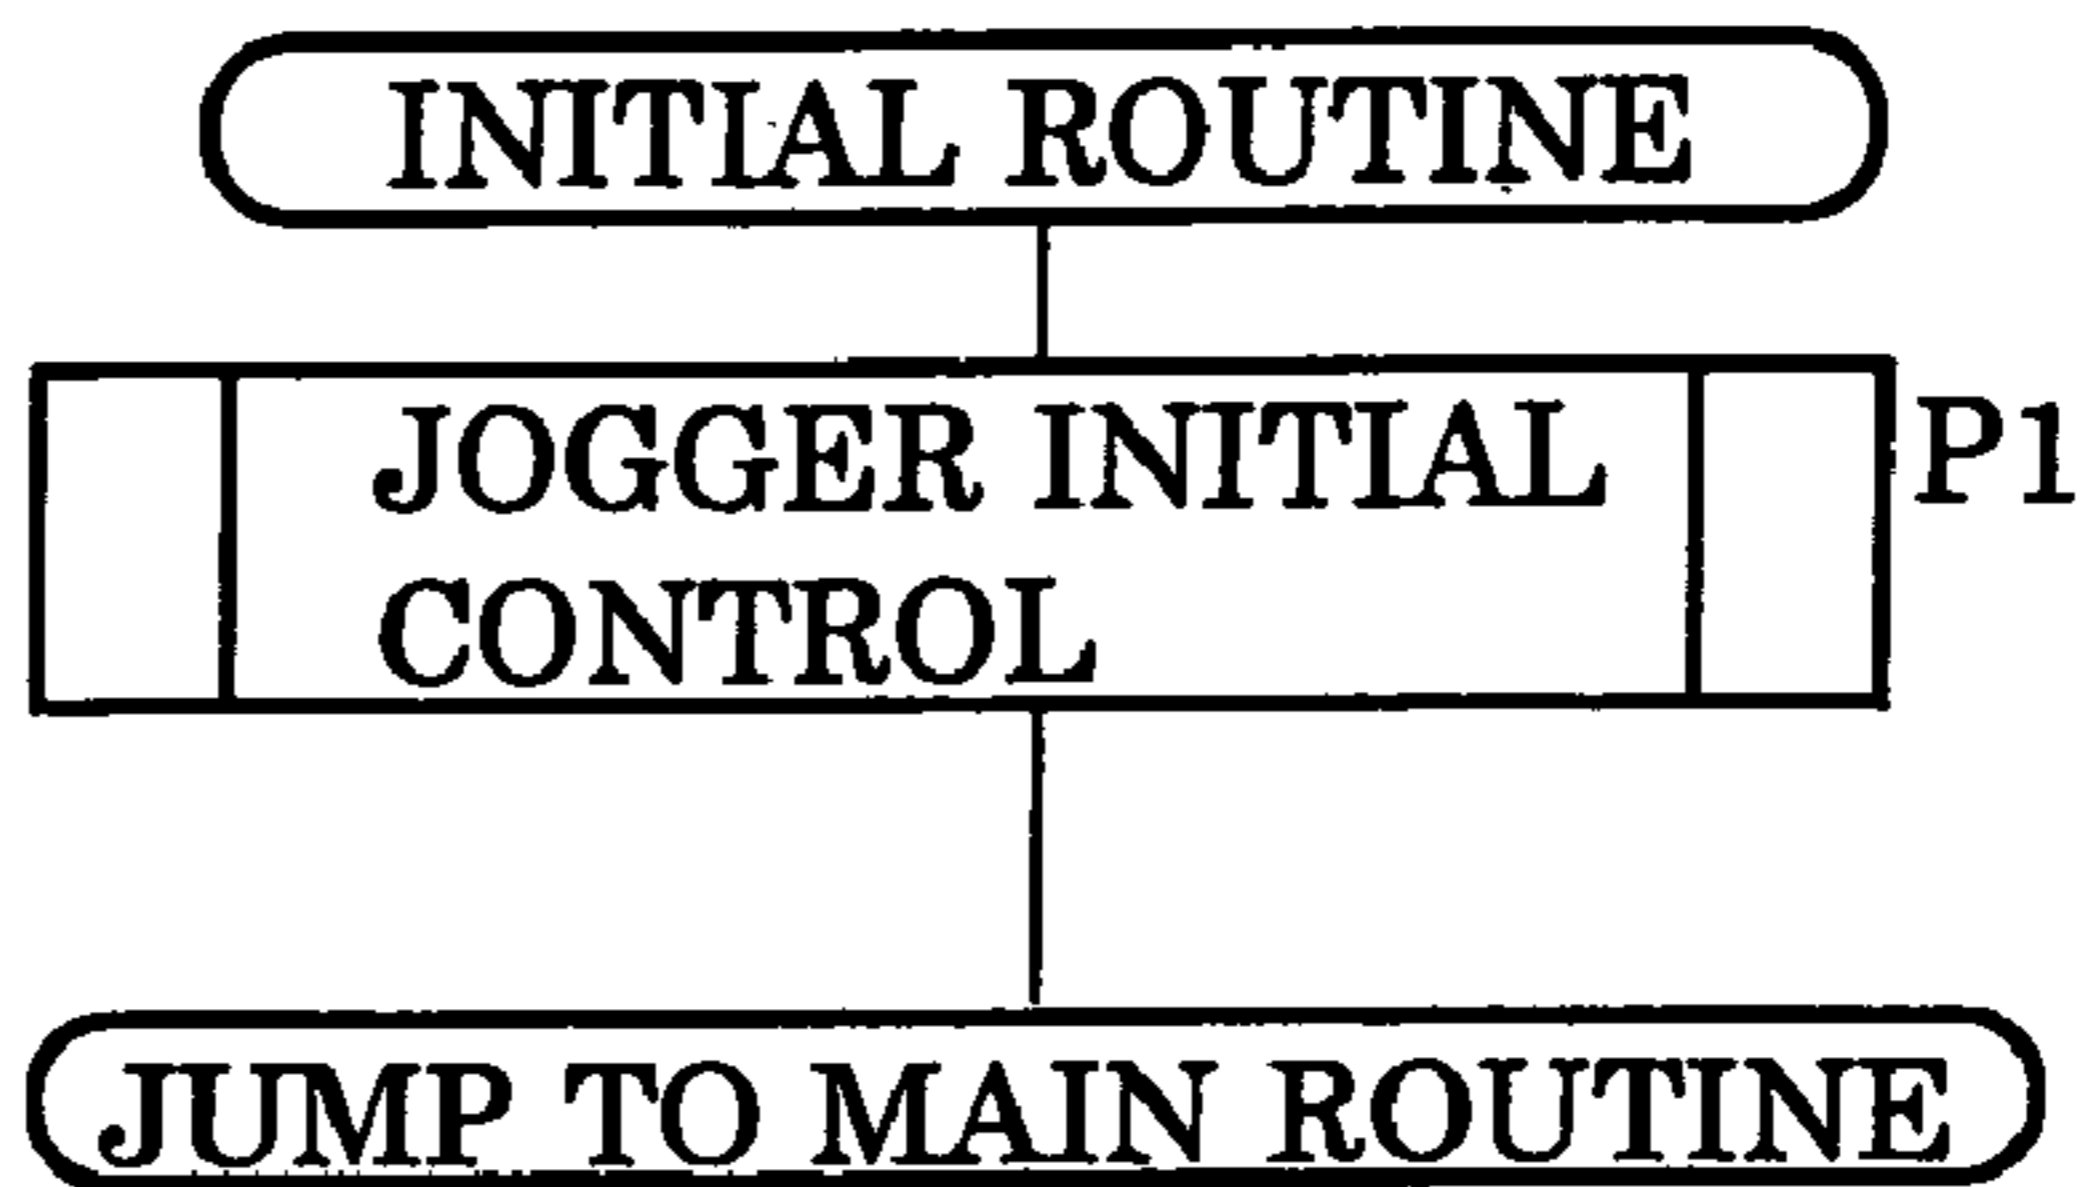 INITIAL ROUTINE
JOGGER INITIAL
CONTROL
P1
JUMP TO MAIN ROUTINE